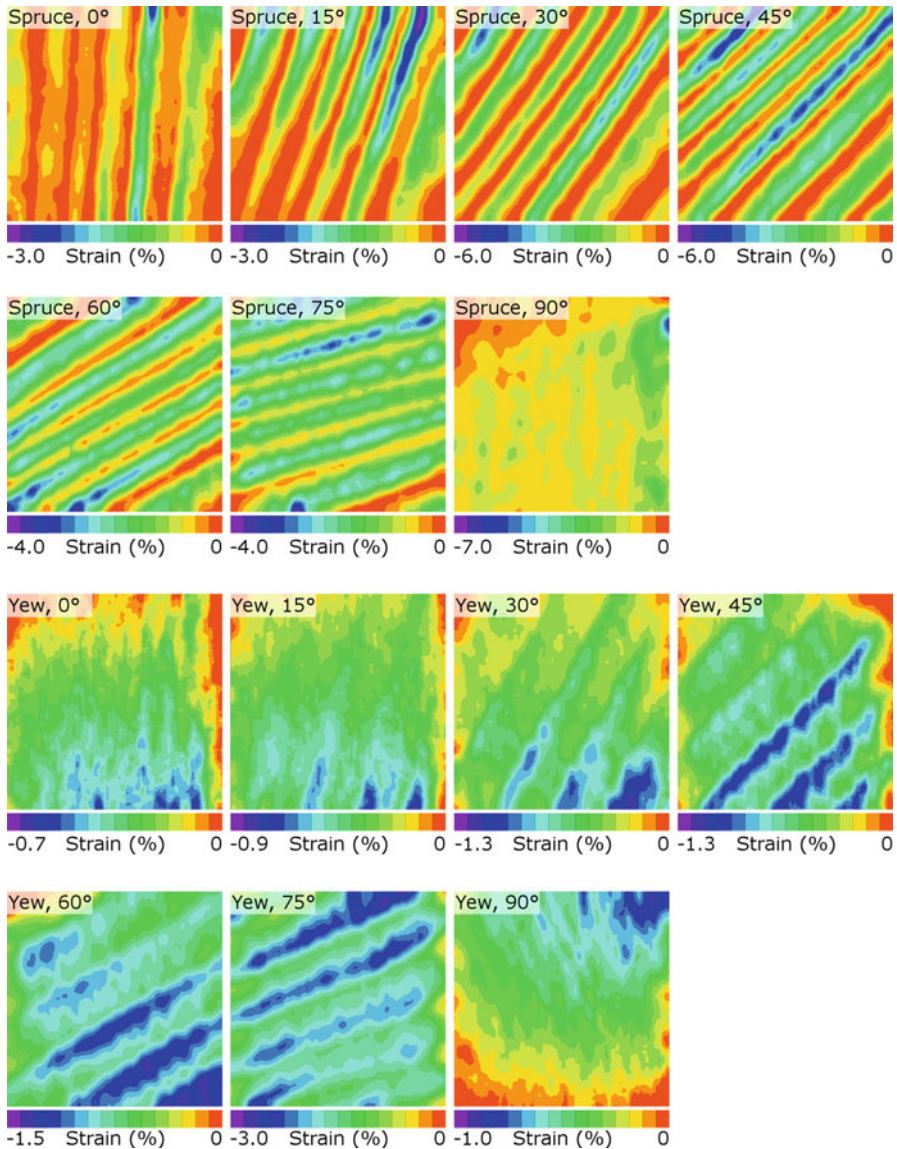 Spruce, 0° Spruce, 15° Spruce, 30° Spruce, 45°
-3.0 Strain (%) 0 -3.0 Strain (%) 0 -6.0 Strain (%) 0 -6.0 Strain (%) 0
Spruce, 60° Spruce, 75° Spruce, 90°
-4.0 Strain (%) 0 -4.0 Strain (%) 0 -7.0 Strain (%) 0
Yew, 0° Yew, 15° Yew, 30° Yew, 45°
-0.7 Strain (%) 0 -0.9 Strain (%) 0 -1.3 Strain (%) 0 -1.3 Strain (%) 0
Yew, 60° Yew, 75° Yew, 90°
-1.5 Strain (%) 0 -3.0 Strain (%) 0 -1.0 Strain (%) 0